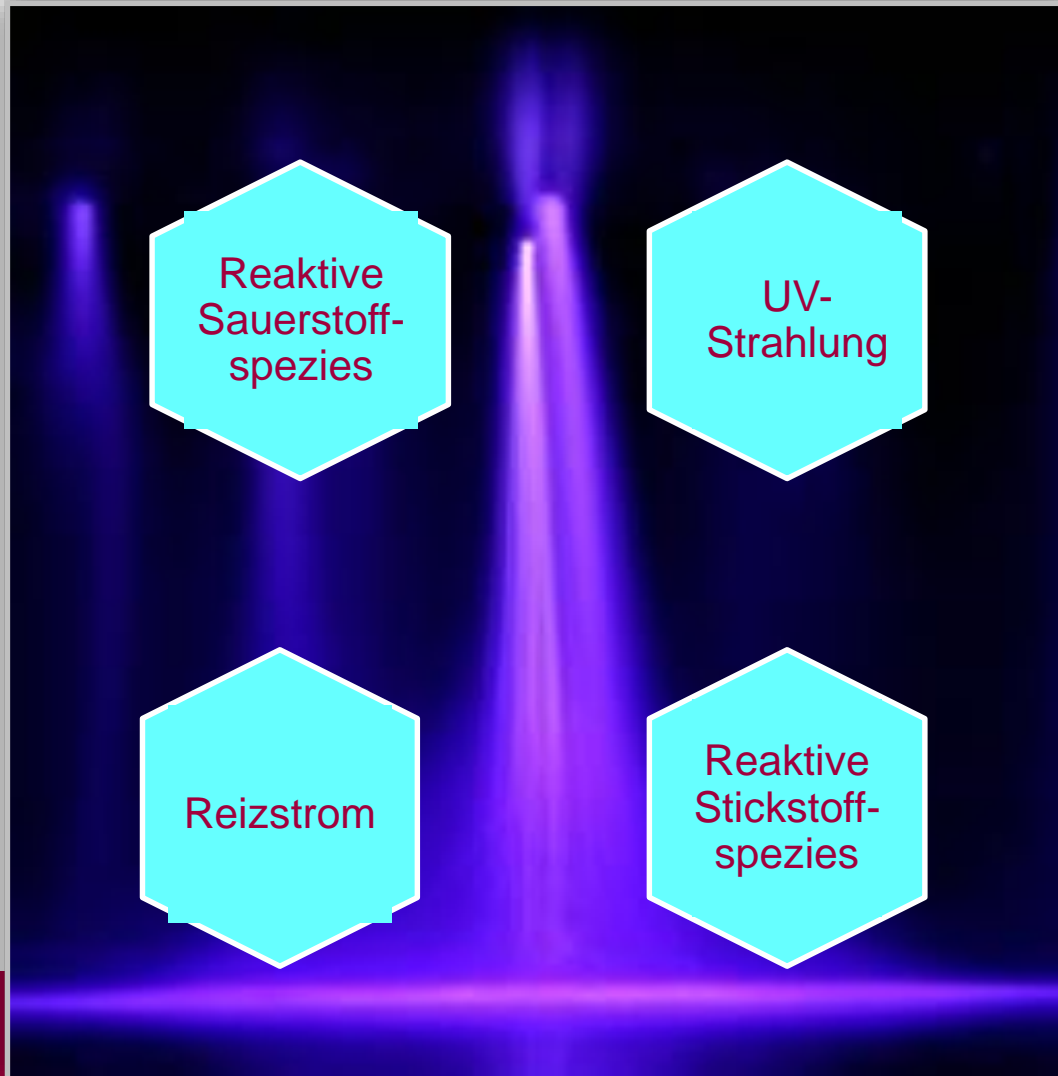 Reaktive
Sauerstoff-
spezies
UV-
Strahlung
Reizstrom
Reaktive
Stickstoff-
spezies